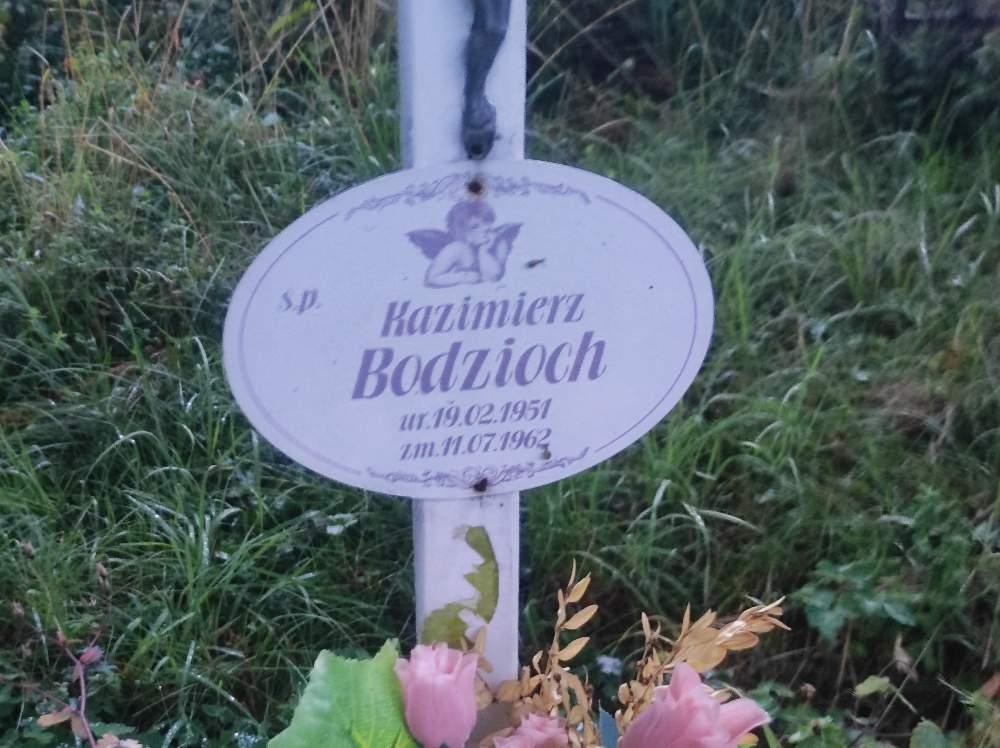 ś.p.
Kazimierz
Bodzioch
ur.19.02.1951
zm.11.07.1962